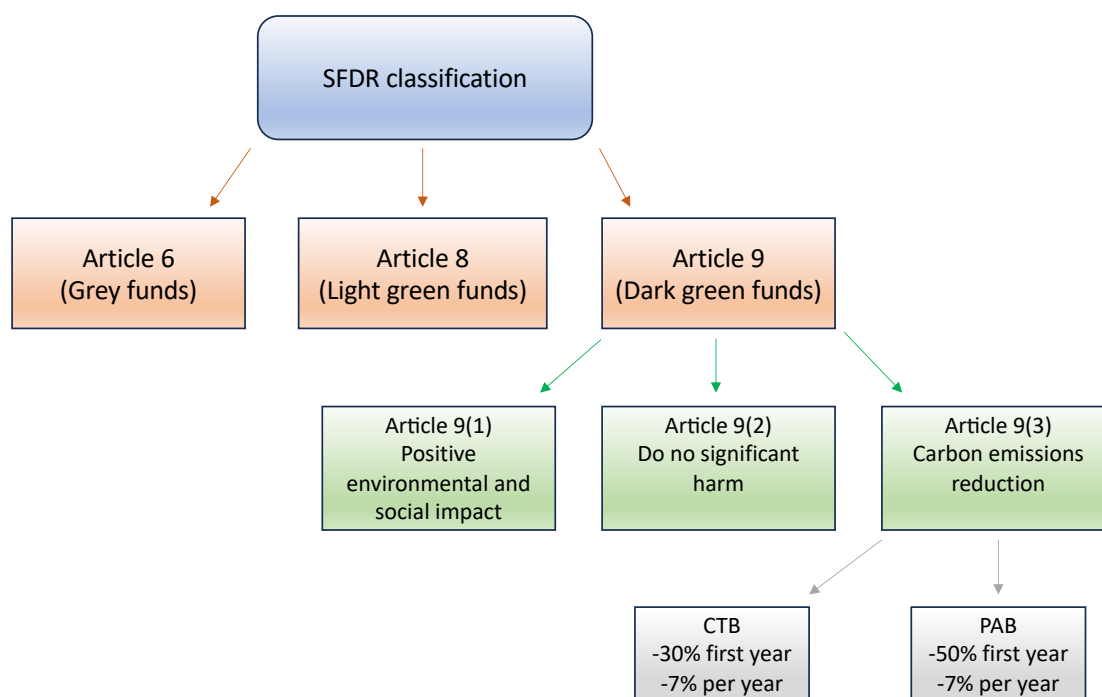 SFDR classification
Article 6
(Grey funds)
Article 8
(Light green funds)
Article 9
(Dark green funds)
Article 9(1)
Positive
environmental and
social impact
Article 9(2)
Do no significant
harm
Article 9(3)
Carbon emissions
reduction
CTB
-30% first year
-7% per year
PAB
-50% first year
-7% per year